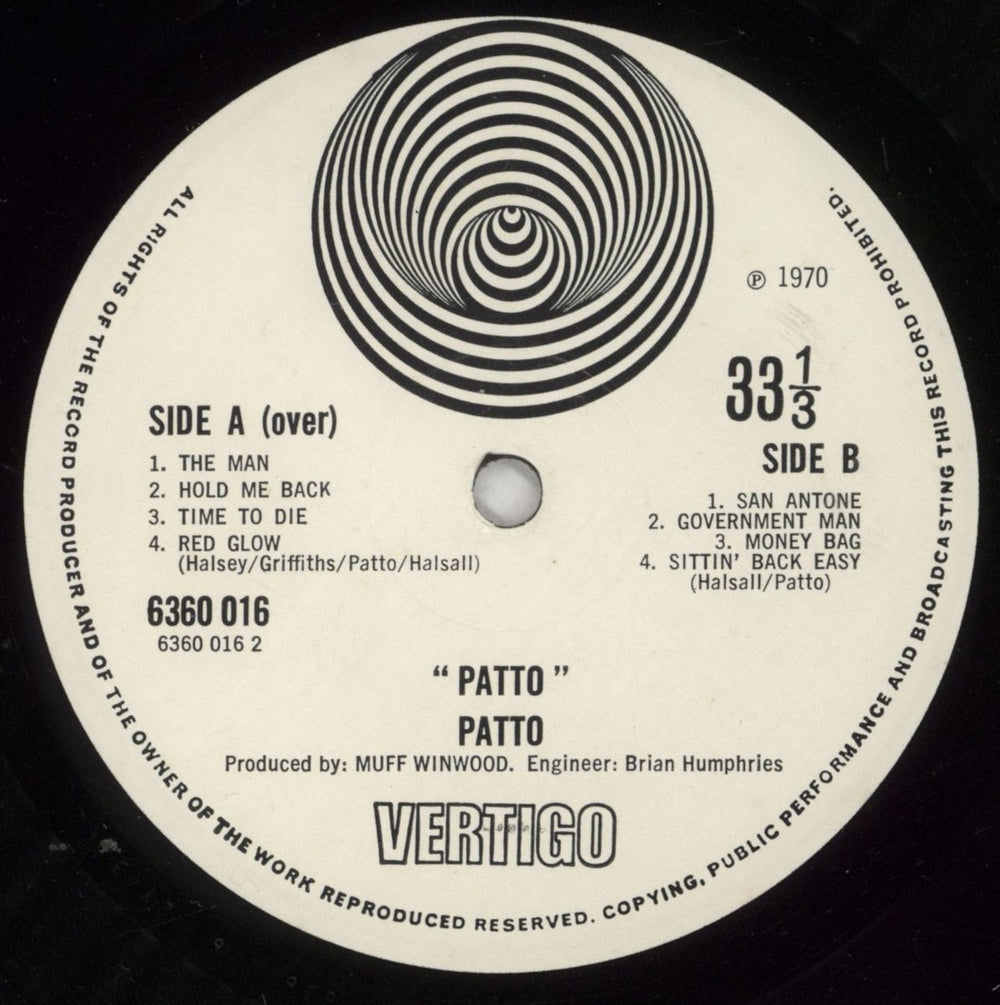 ALL RIGHTS OF THE RECORD PRODUCER AND OF THE OWNER OF THE WORK REPRODUCED RESERVED. COPYING, PUBLIC PERFORMANCE AND BROADCASTING THIS RECORD PROHIBITED.
℗ 1970
33 1/3
SIDE A (over)
1. THE MAN
2. HOLD ME BACK
3. TIME TO DIE
4. RED GLOW
(Halsey/Griffiths/Patto/Halsall)
6360 016
6360 016 2
SIDE B
1. SAN ANTONE
2. GOVERNMENT MAN
3. MONEY BAG
4. SITTIN' BACK EASY
(Halsall/Patto)
“ PATTO ”
PATTO
Produced by: MUFF WINWOOD. Engineer: Brian Humphries
VERTIGO